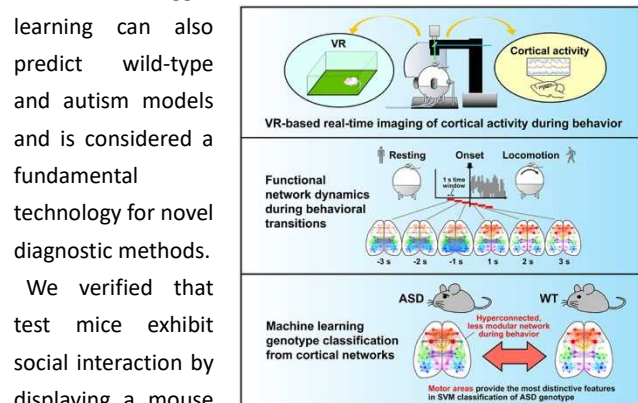 learning can also
predict wild-type
and autism models
and is considered a
fundamental
technology for novel
diagnostic methods.
We verified that
test mice exhibit
social interaction by
displaying a mouse
VR
Cortical activity
VR-based real-time imaging of cortical activity during behavior
Functional
network dynamics
during behavioral
transitions
Resting
Onset
Locomotion
1 s time
window
-3 s
-2 s
-1 s
1 s
2 s
3 s
Machine learning
genotype classification
from cortical networks
ASD
WT
Hyperconnected,
less modular network
during behavior
Motor areas provide the most distinctive features
in SVM classification of ASD genotype